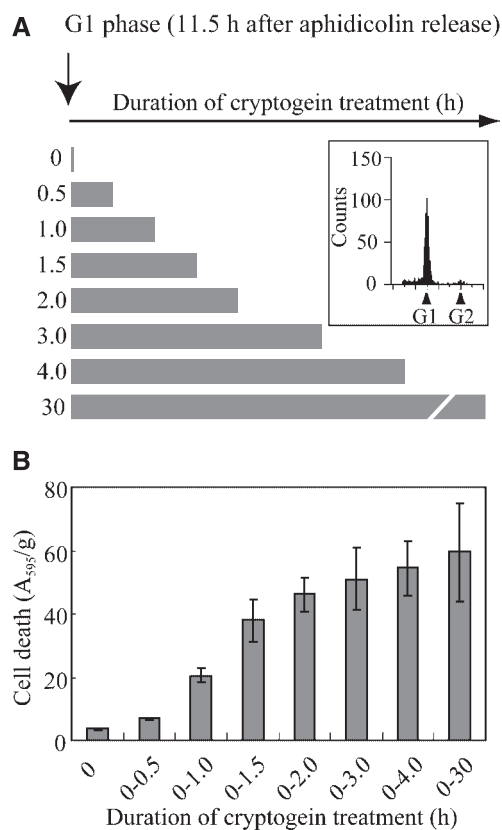 A
G1 phase (11.5 h after aphidicolin release)
Duration of cryptogein treatment (h)
0
0.5
1.0
1.5
2.0
3.0
4.0
30
150
100
50
0
Counts
G1 G2
B
80
60
40
20
0
Cell death (A595/g)
0 0-0.5 0-1.0 0-1.5 0-2.0 0-3.0 0-4.0 0-30
Duration of cryptogein treatment (h)